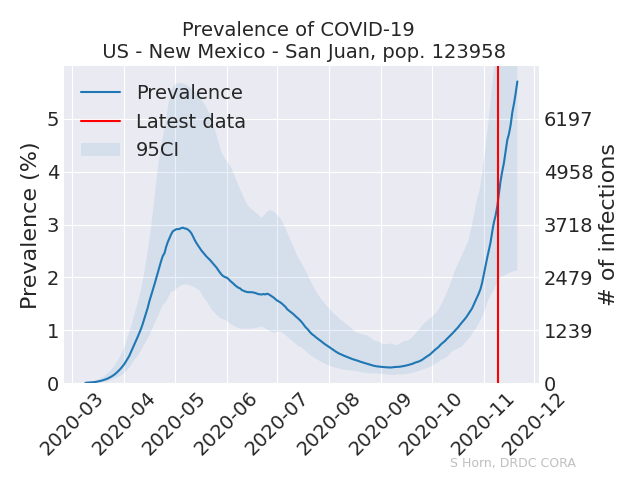 Prevalence of COVID-19
US - New Mexico - San Juan, pop. 123958
Prevalence
Latest data
95CI
Prevalence (%)
5
4
3
2
1
0
6197
4958
3718
2479
1239
0
# of infections
2020-03
2020-04
2020-05
2020-06
2020-07
2020-08
2020-09
2020-10
2020-11
2020-12
S Horn, DRDC CORA